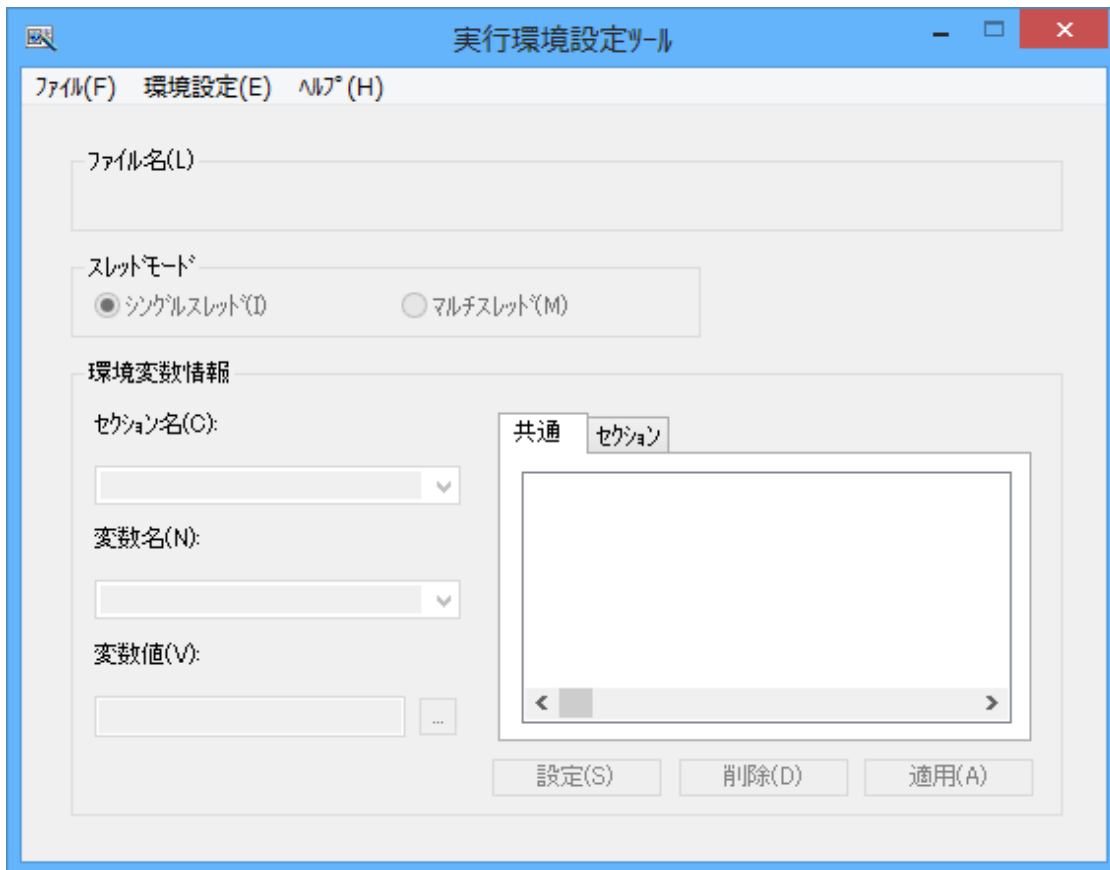 実行環境設定ﾂｰﾙ
ﾌｧｲﾙ(F) 環境設定(E) ﾍﾙﾌﾟ(H)
ファイル名(L)
スレッドモード
シングルスレッド(I) マルチスレッド(M)
環境変数情報
セクション名(C):
共通 セクション
変数名(N):
変数値(V):
...
設定(S) 削除(D) 適用(A)